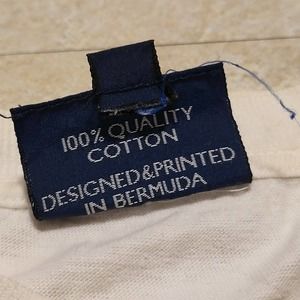 100% QUALITY
COTTON
DESIGNED&PRINTED
IN BERMUDA